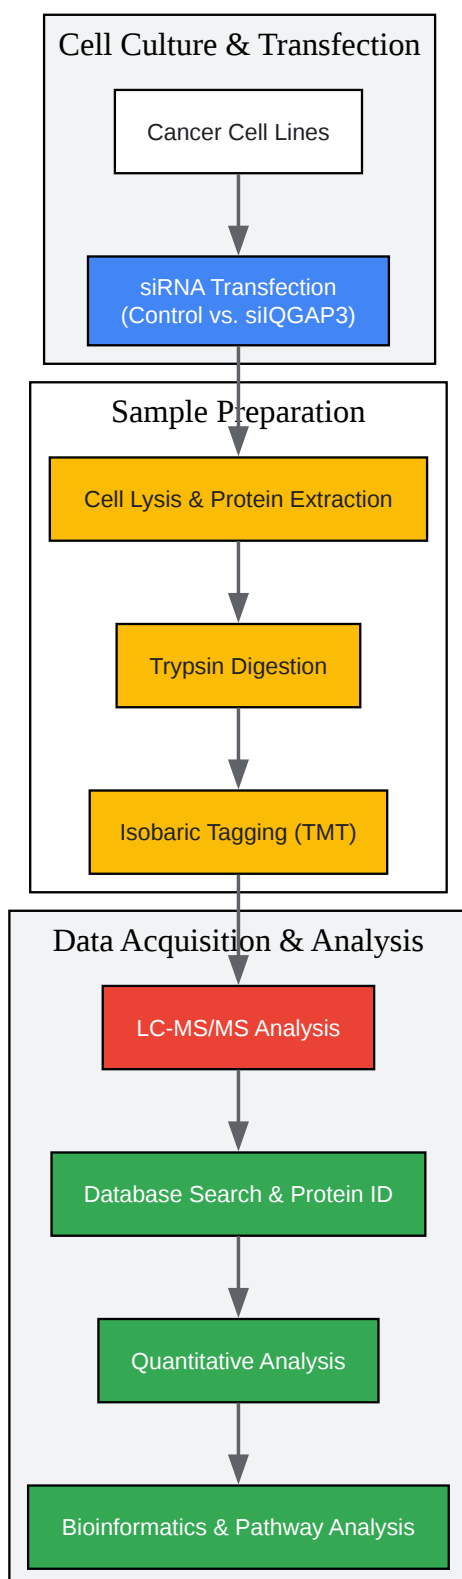 Cell Culture & Transfection
Cancer Cell Lines
siRNA Transfection
(Control vs. siIQGAP3)
Sample Preparation
Cell Lysis & Protein Extraction
Trypsin Digestion
Isobaric Tagging (TMT)
Data Acquisition & Analysis
LC-MS/MS Analysis
Database Search & Protein ID
Quantitative Analysis
Bioinformatics & Pathway Analysis